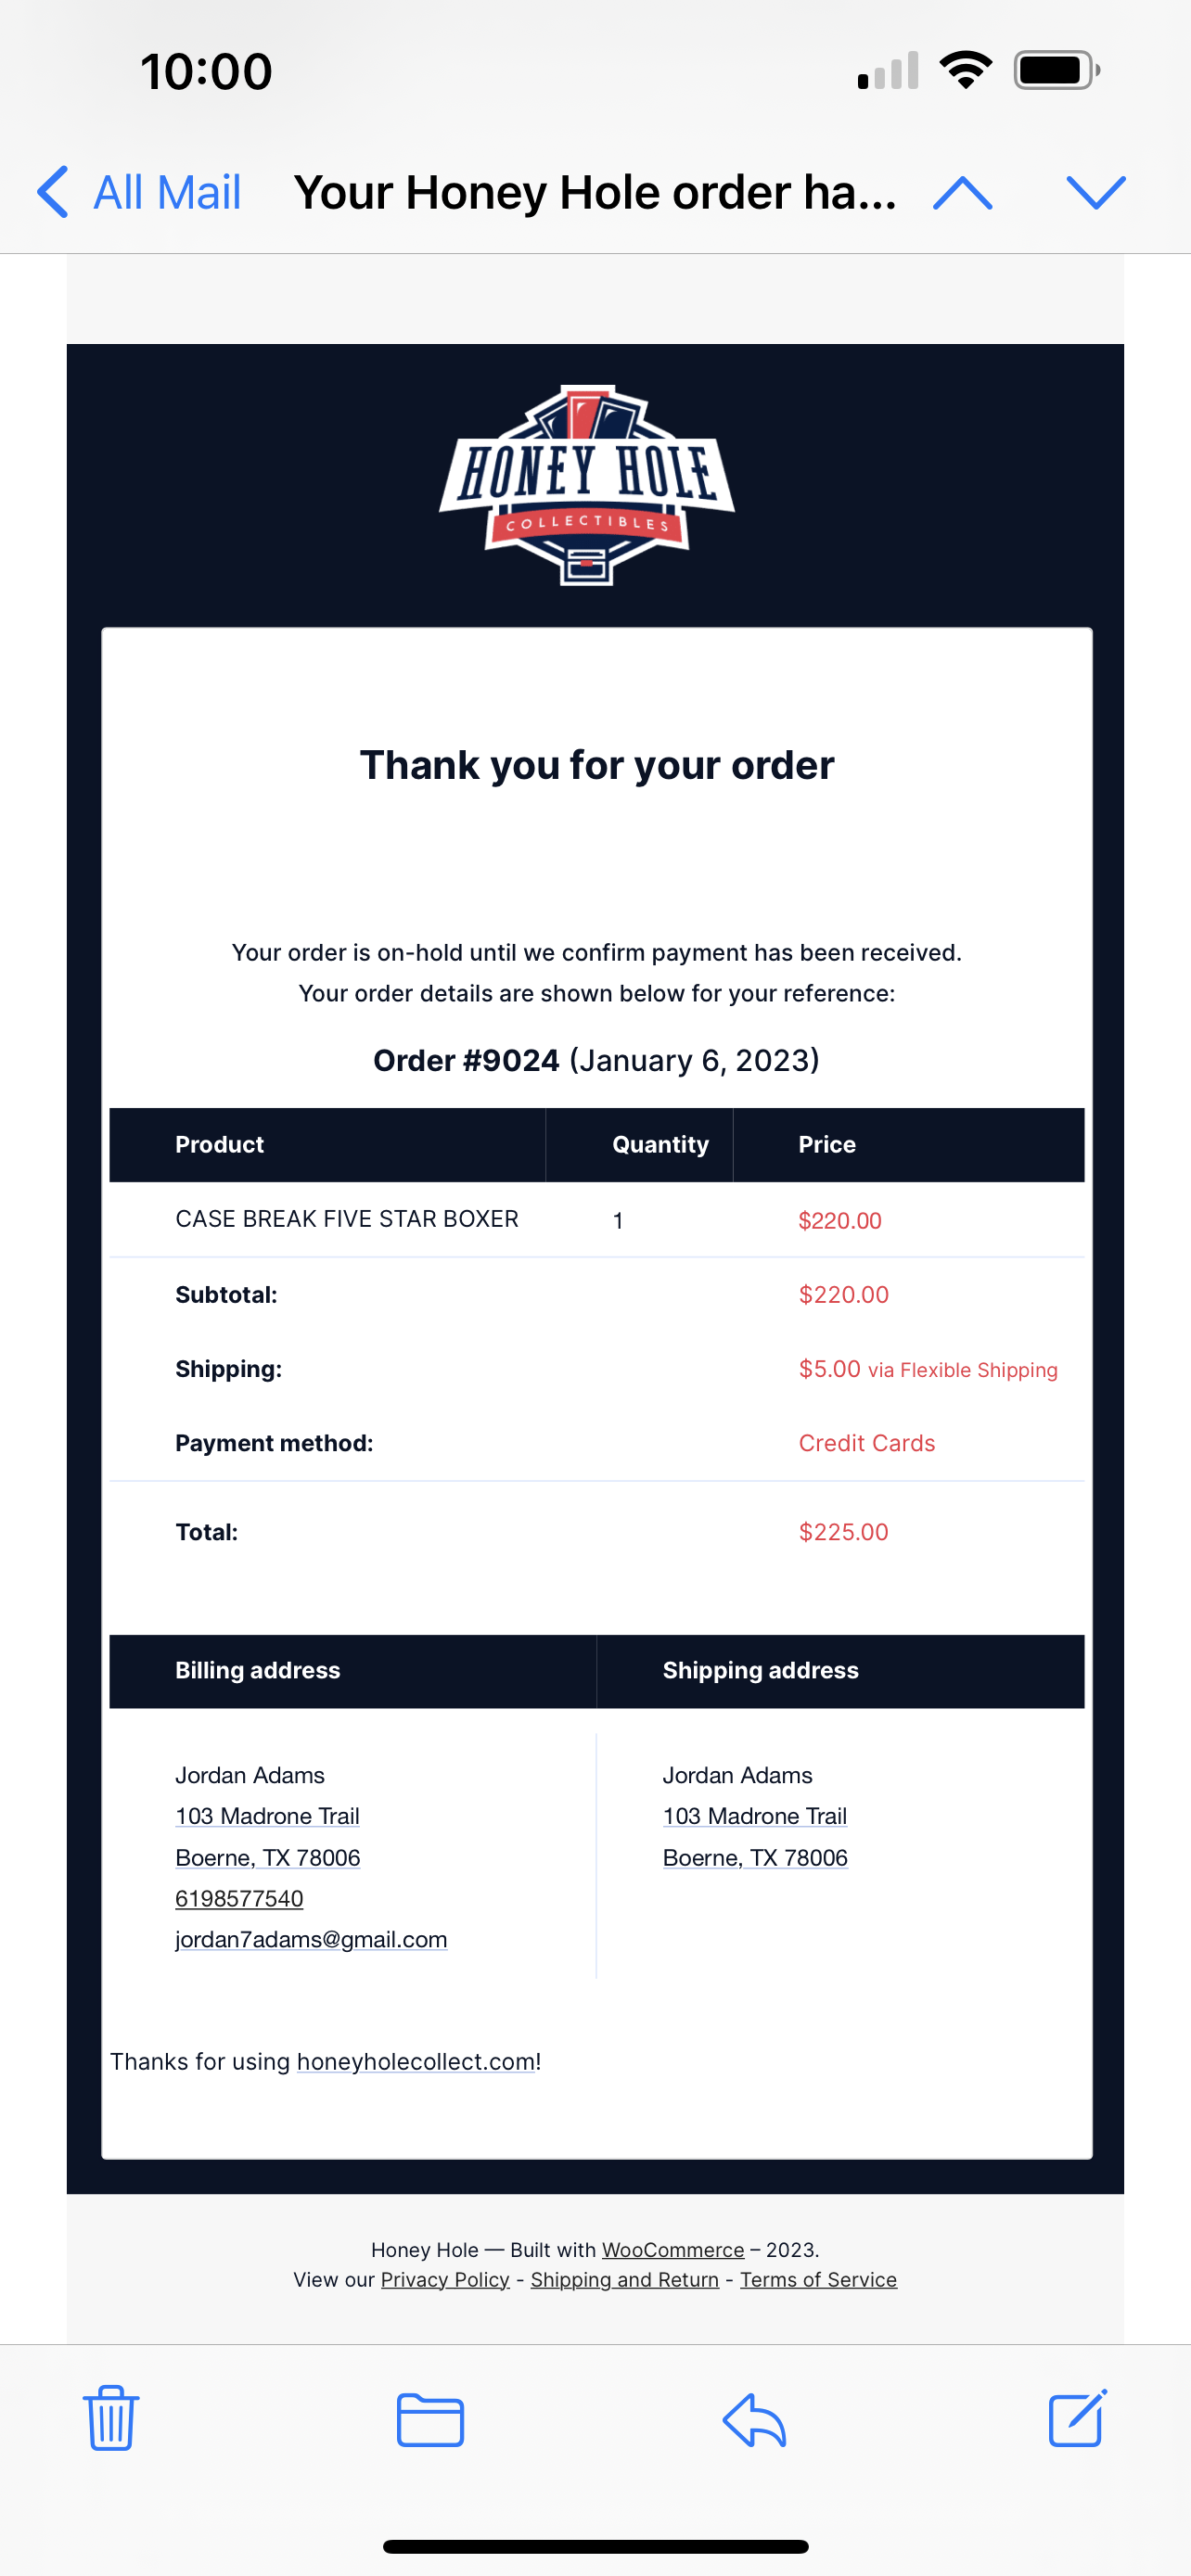 10:00
All Mail
Your Honey Hole order ha...
HONEY HOLE
COLLECTIBLES
Thank you for your order
Your order is on-hold until we confirm payment has been received.
Your order details are shown below for your reference:
Order #9024 (January 6, 2023)
Product Quantity Price
CASE BREAK FIVE STAR BOXER 1 $220.00
Subtotal: $220.00
Shipping: $5.00 via Flexible Shipping
Payment method: Credit Cards
Total: $225.00
Billing address
Jordan Adams
103 Madrone Trail
Boerne, TX 78006
6198577540
jordan7adams@gmail.com
Shipping address
Jordan Adams
103 Madrone Trail
Boerne, TX 78006
Thanks for using honeyholecollect.com!
Honey Hole — Built with WooCommerce – 2023.
View our Privacy Policy - Shipping and Return - Terms of Service